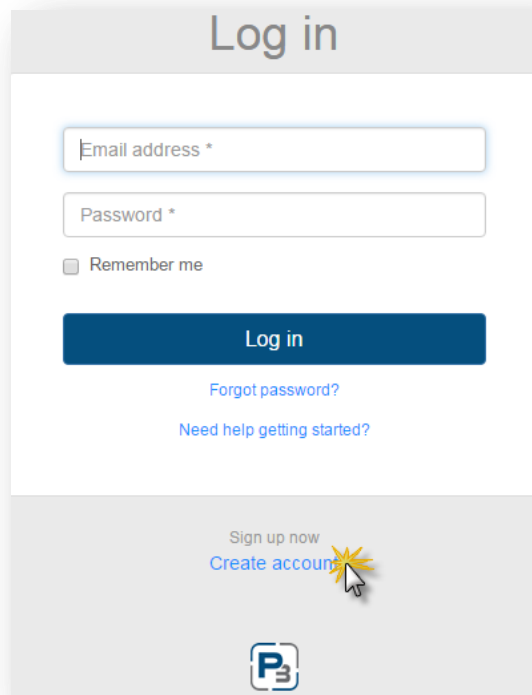 Log in
Email address *
Password *
Remember me
Log in
Forgot password?
Need help getting started?
Sign up now
Create account
P3